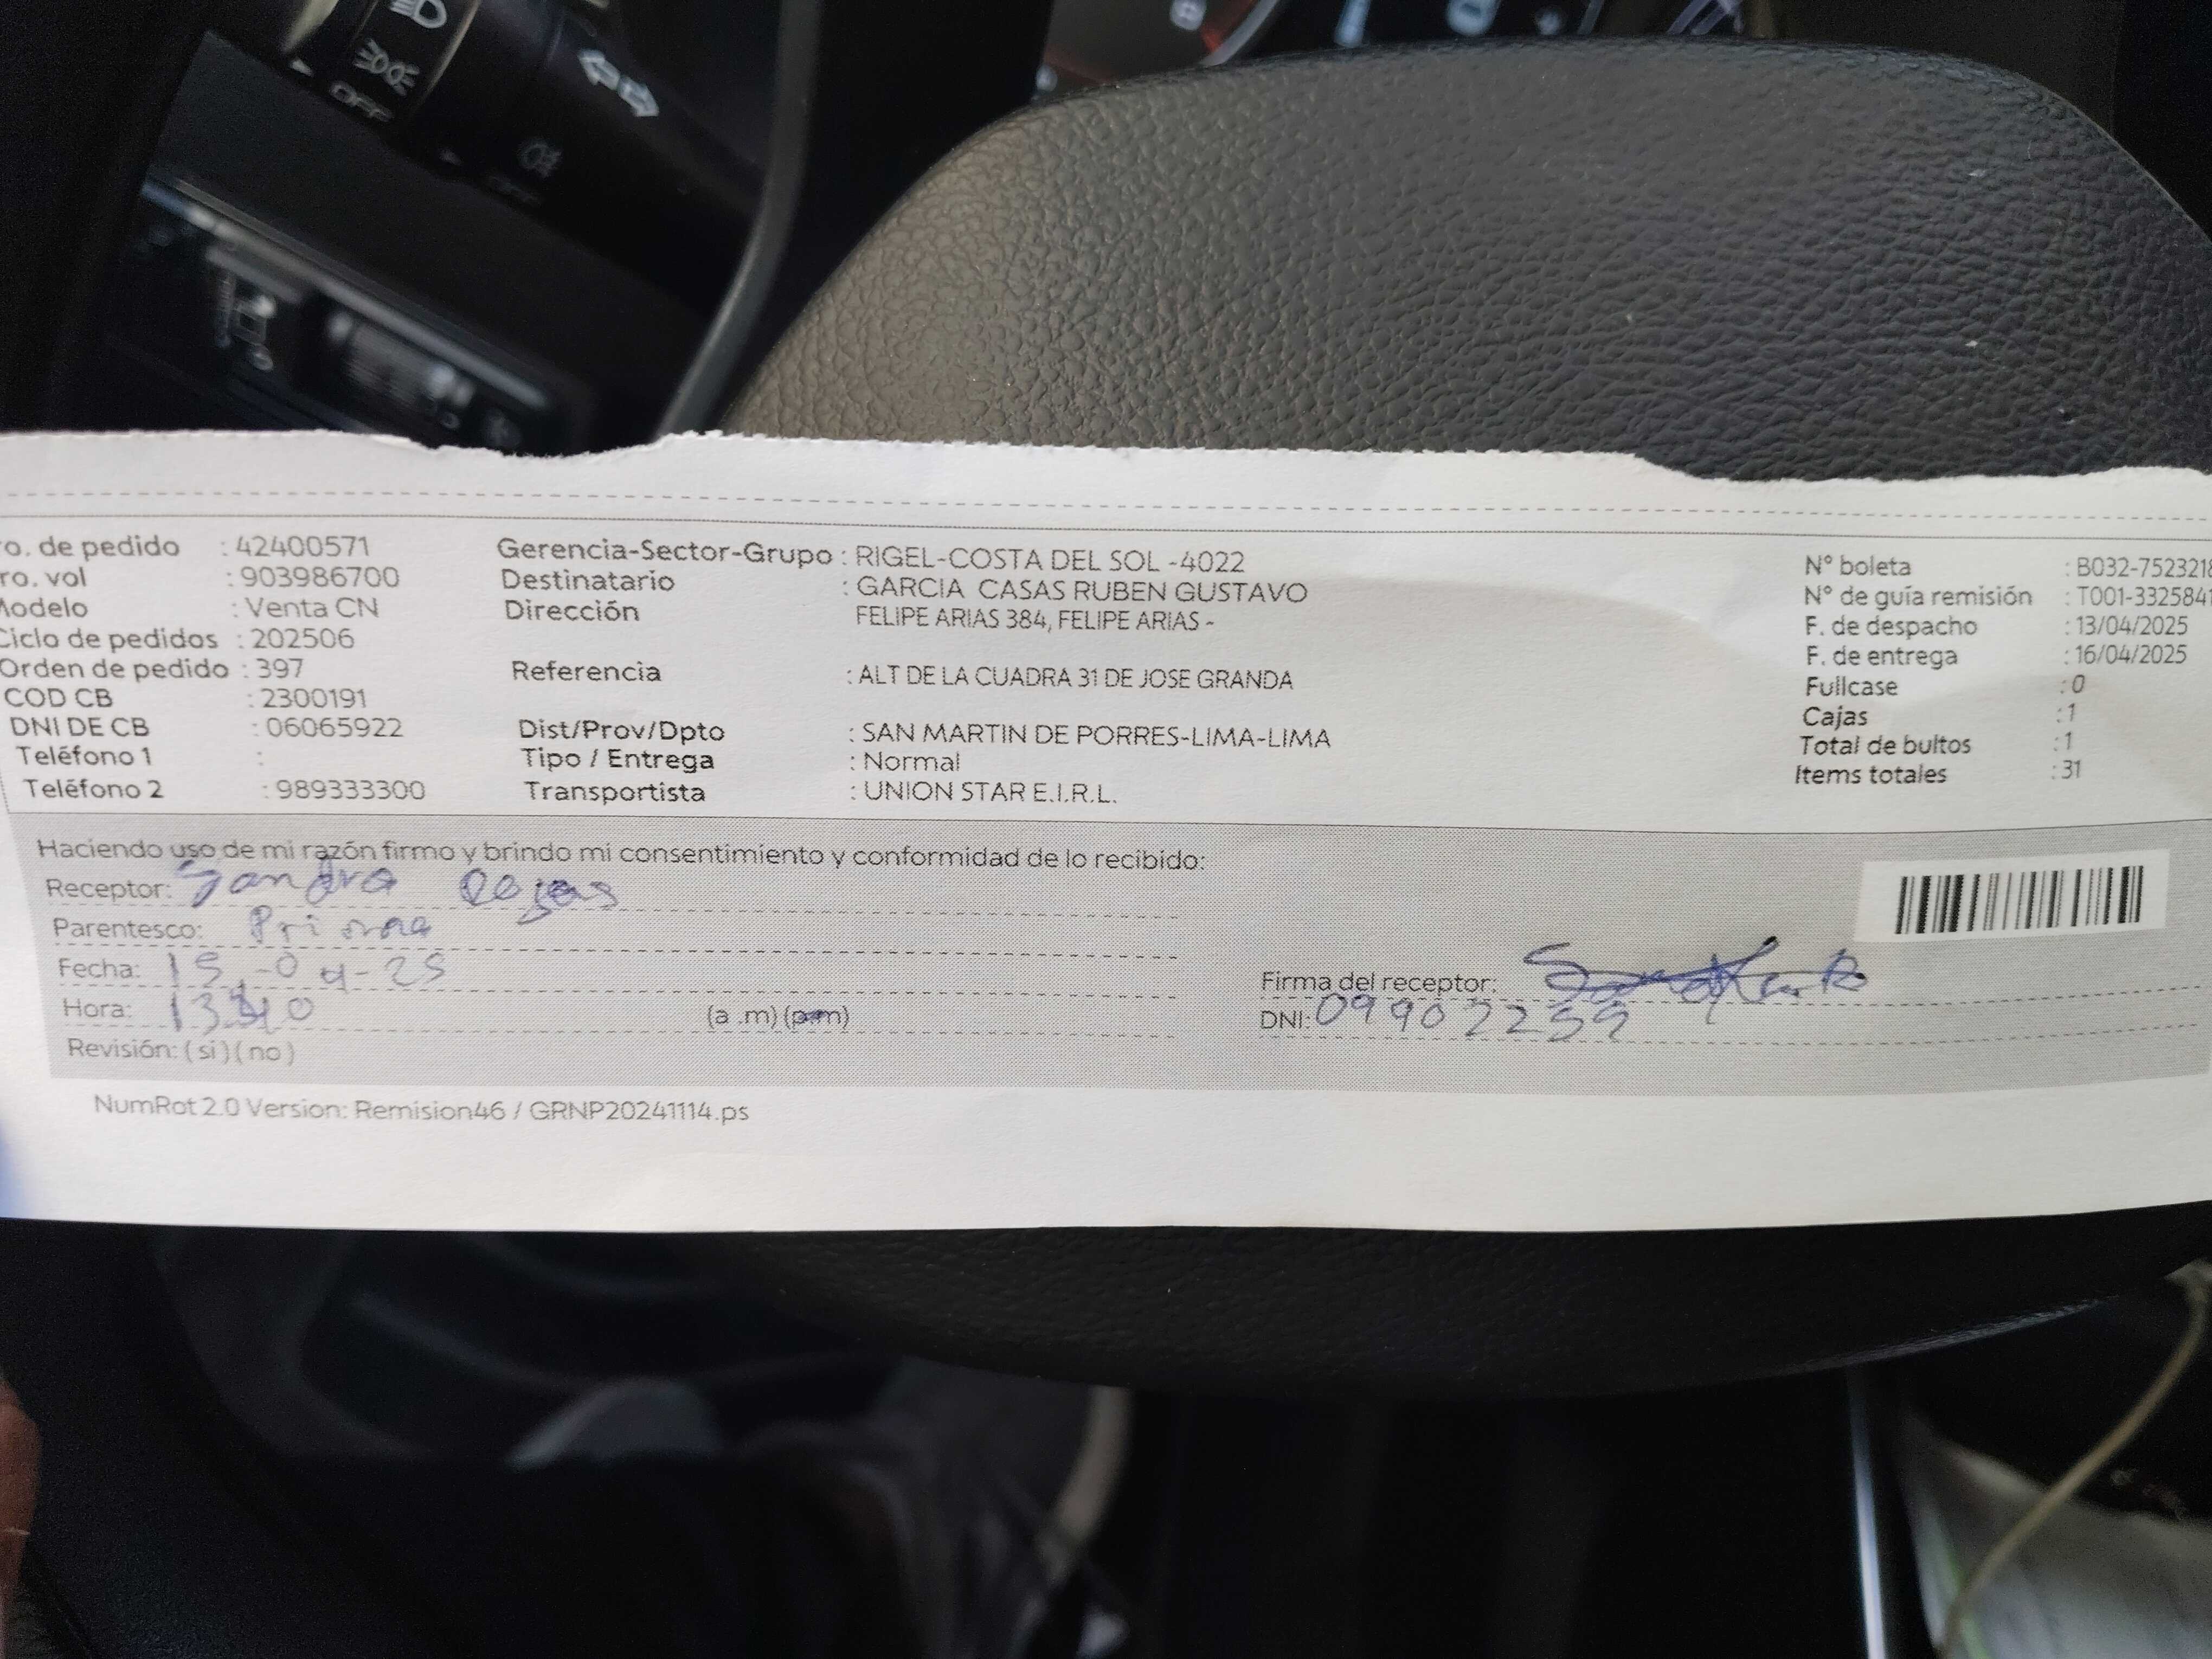 OFF
OFF
ro. de pedido : 42400571 Gerencia-Sector-Grupo : RIGEL-COSTA DEL SOL -4022 N° boleta : B032-7523218
ro. vol : 903986700 Destinatario : GARCIA CASAS RUBEN GUSTAVO N° de guía remisión : T001-3325841
Modelo : Venta CN Dirección FELIPE ARIAS 384, FELIPE ARIAS - F. de despacho : 13/04/2025
Ciclo de pedidos : 202506 F. de entrega : 16/04/2025
Orden de pedido : 397 Referencia : ALT DE LA CUADRA 31 DE JOSE GRANDA Fullcase : 0
COD CB : 2300191 Cajas : 1
DNI DE CB : 06065922 Dist/Prov/Dpto : SAN MARTIN DE PORRES-LIMA-LIMA Total de bultos : 1
Teléfono 1 : Tipo / Entrega : Normal Items totales : 31
Teléfono 2 : 989333300 Transportista : UNION STAR E.I.R.L.
Haciendo uso de mi razón firmo y brindo mi consentimiento y conformidad de lo recibido:
Receptor: Sandra Rojas
Parentesco: Prima
Fecha: 15-04-25 Firma del receptor:
Hora: (a .m) (p.m) DNI: 09902259
Revisión: (si) (no)
NumRot 2.0 Version: Remision46 / GRNP20241114.ps